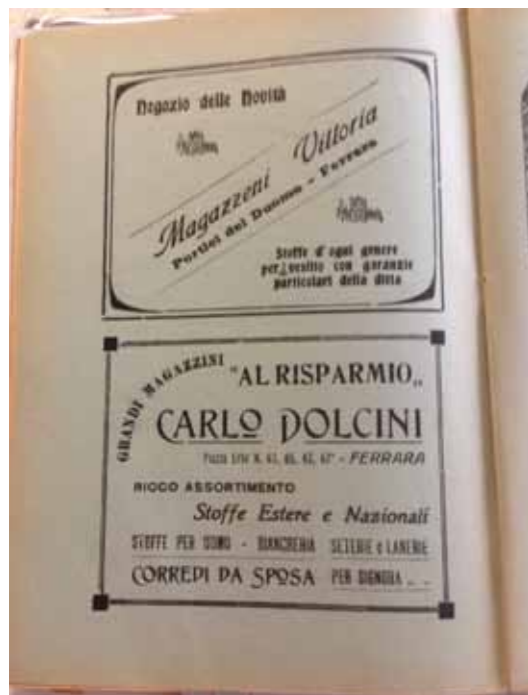 Negozio delle Novità
Magazzeni Vittoria
Portici del Duomo - Ferrara
Stoffe d'ogni genere
per vestito con garanzie
particolari della ditta
GRANDI MAGAZZINI "AL RISPARMIO„
CARLO DOLCINI
FERRARA
RICCO ASSORTIMENTO
Stoffe Estere e Nazionali
STOFFE PER UOMO - BIANCHERIA SETERIE e LANERIE
CORREDI DA SPOSA PER SIGNORA